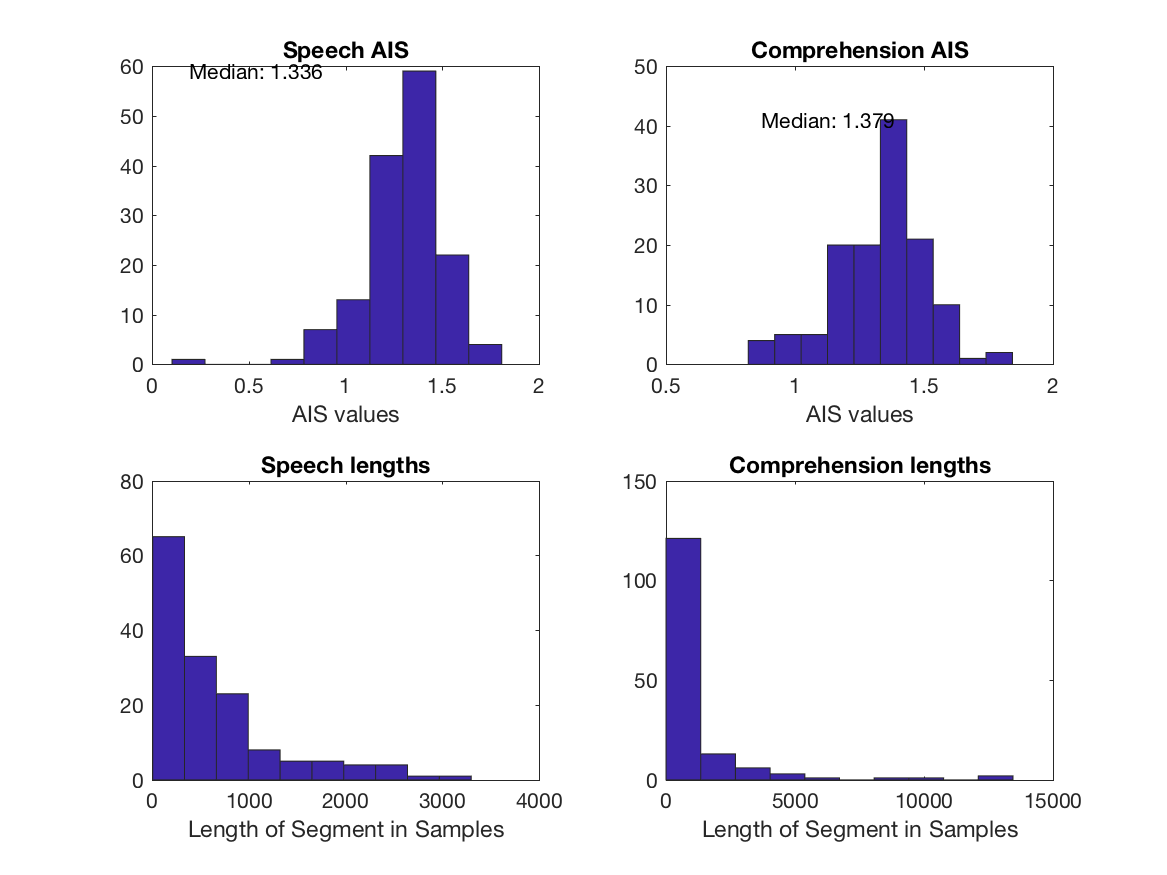 Speech AIS
Median: 1.336
60
50
40
30
20
10
0
0 0.5 1 1.5 2
AIS values
Comprehension AIS
Median: 1.379
50
40
30
20
10
0
0.5 1 1.5 2
AIS values
Speech lengths
80
60
40
20
0
0 1000 2000 3000 4000
Length of Segment in Samples
Comprehension lengths
150
100
50
0
0 5000 10000 15000
Length of Segment in Samples